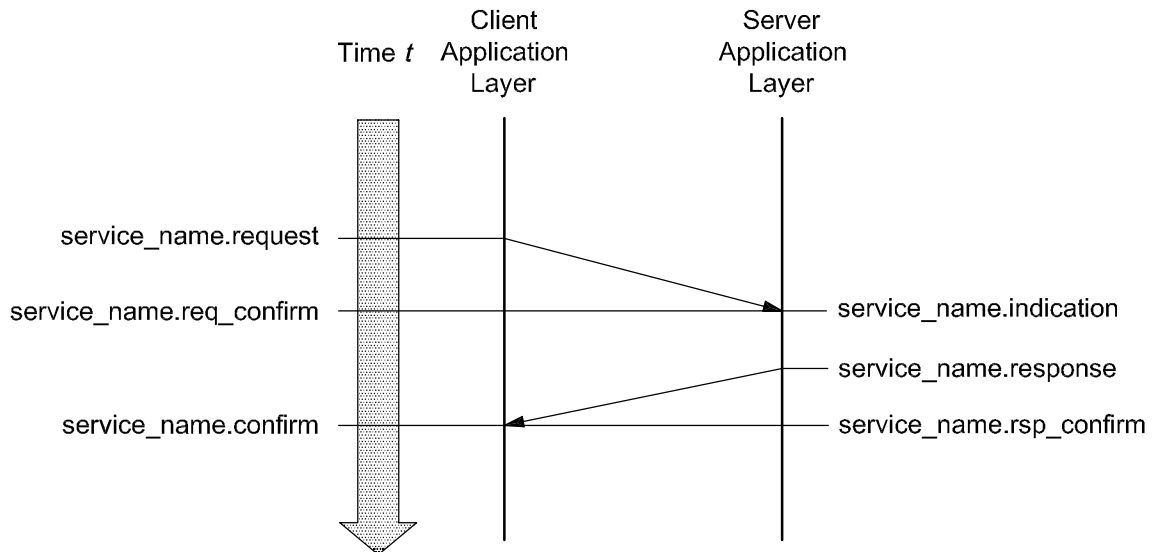 Time t
Client
Application
Layer
Server
Application
Layer
service_name.request
service_name.req_confirm
service_name.indication
service_name.response
service_name.confirm
service_name.rsp_confirm